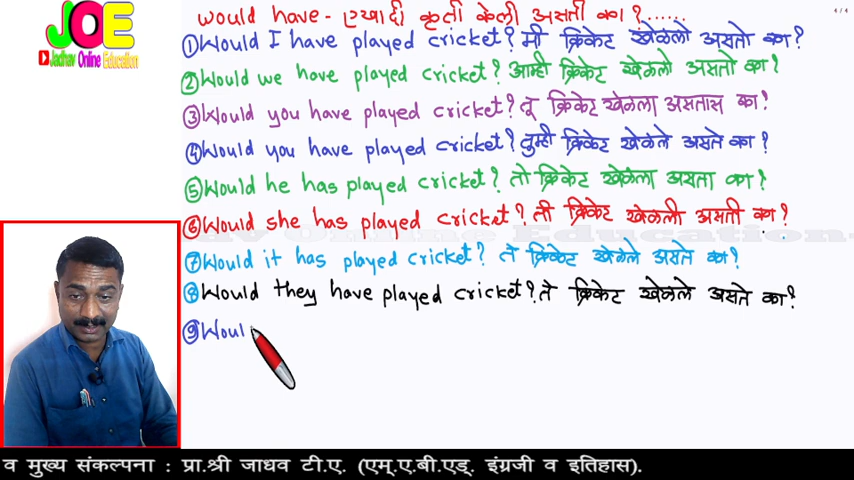 would have - एखादी कृती केली असती का?......
4/4
JOE
Jadhav Online Education
①Would I have played cricket? मी क्रिकेट खेळलो असतो का?
②Would we have played cricket? आम्ही क्रिकेट खेळलो असतो का?
③Would you have played cricket? तू क्रिकेट खेळला असतास का?
④Would you have played cricket? तुम्ही क्रिकेट खेळले असते का?
⑤Would he has played cricket? तो क्रिकेट खेळला असता का?
⑥Would she has played cricket? ती क्रिकेट खेळली असती का?
⑦Would it has played cricket? ते क्रिकेट खेळले असते का?
⑧Would they have played cricket? ते क्रिकेट खेळले असते का?
⑨Woul
व मुख्य संकल्पना : प्रा.श्री जाधव टी.ए. (एम्.ए.बी.एड्. इंग्रजी व इतिहास).